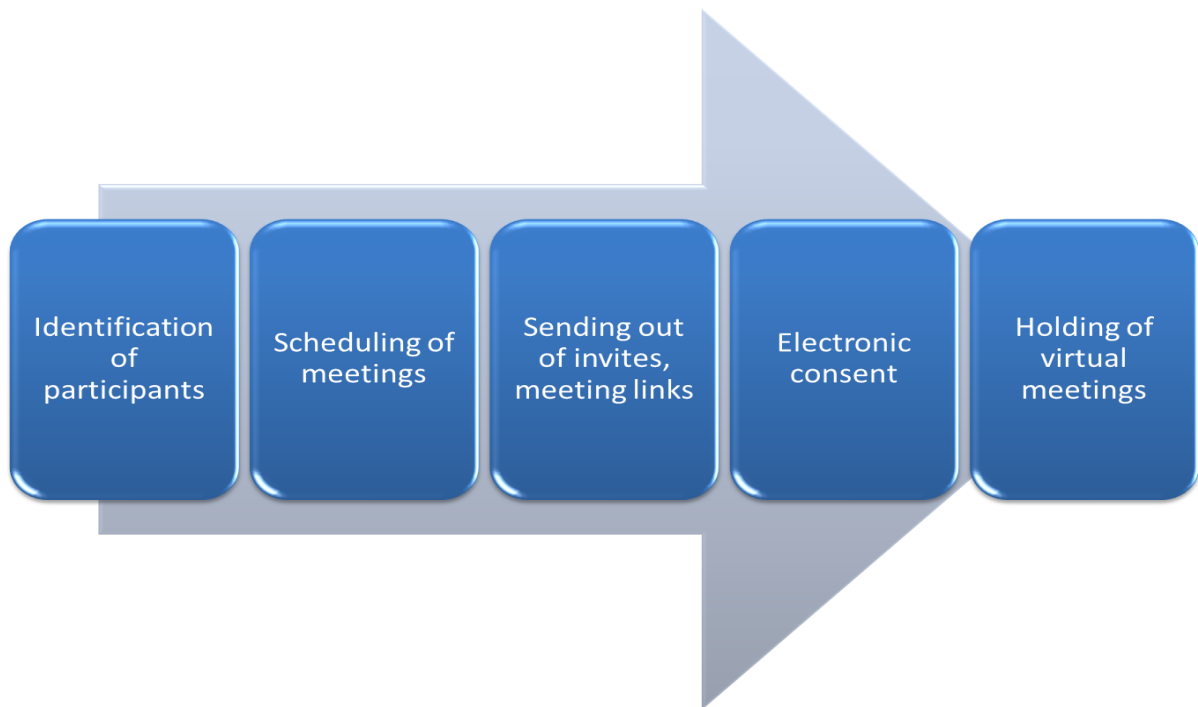 Identification
of
participants
Scheduling of
meetings
Sending out
of invites,
meeting links
Electronic
consent
Holding of
virtual
meetings